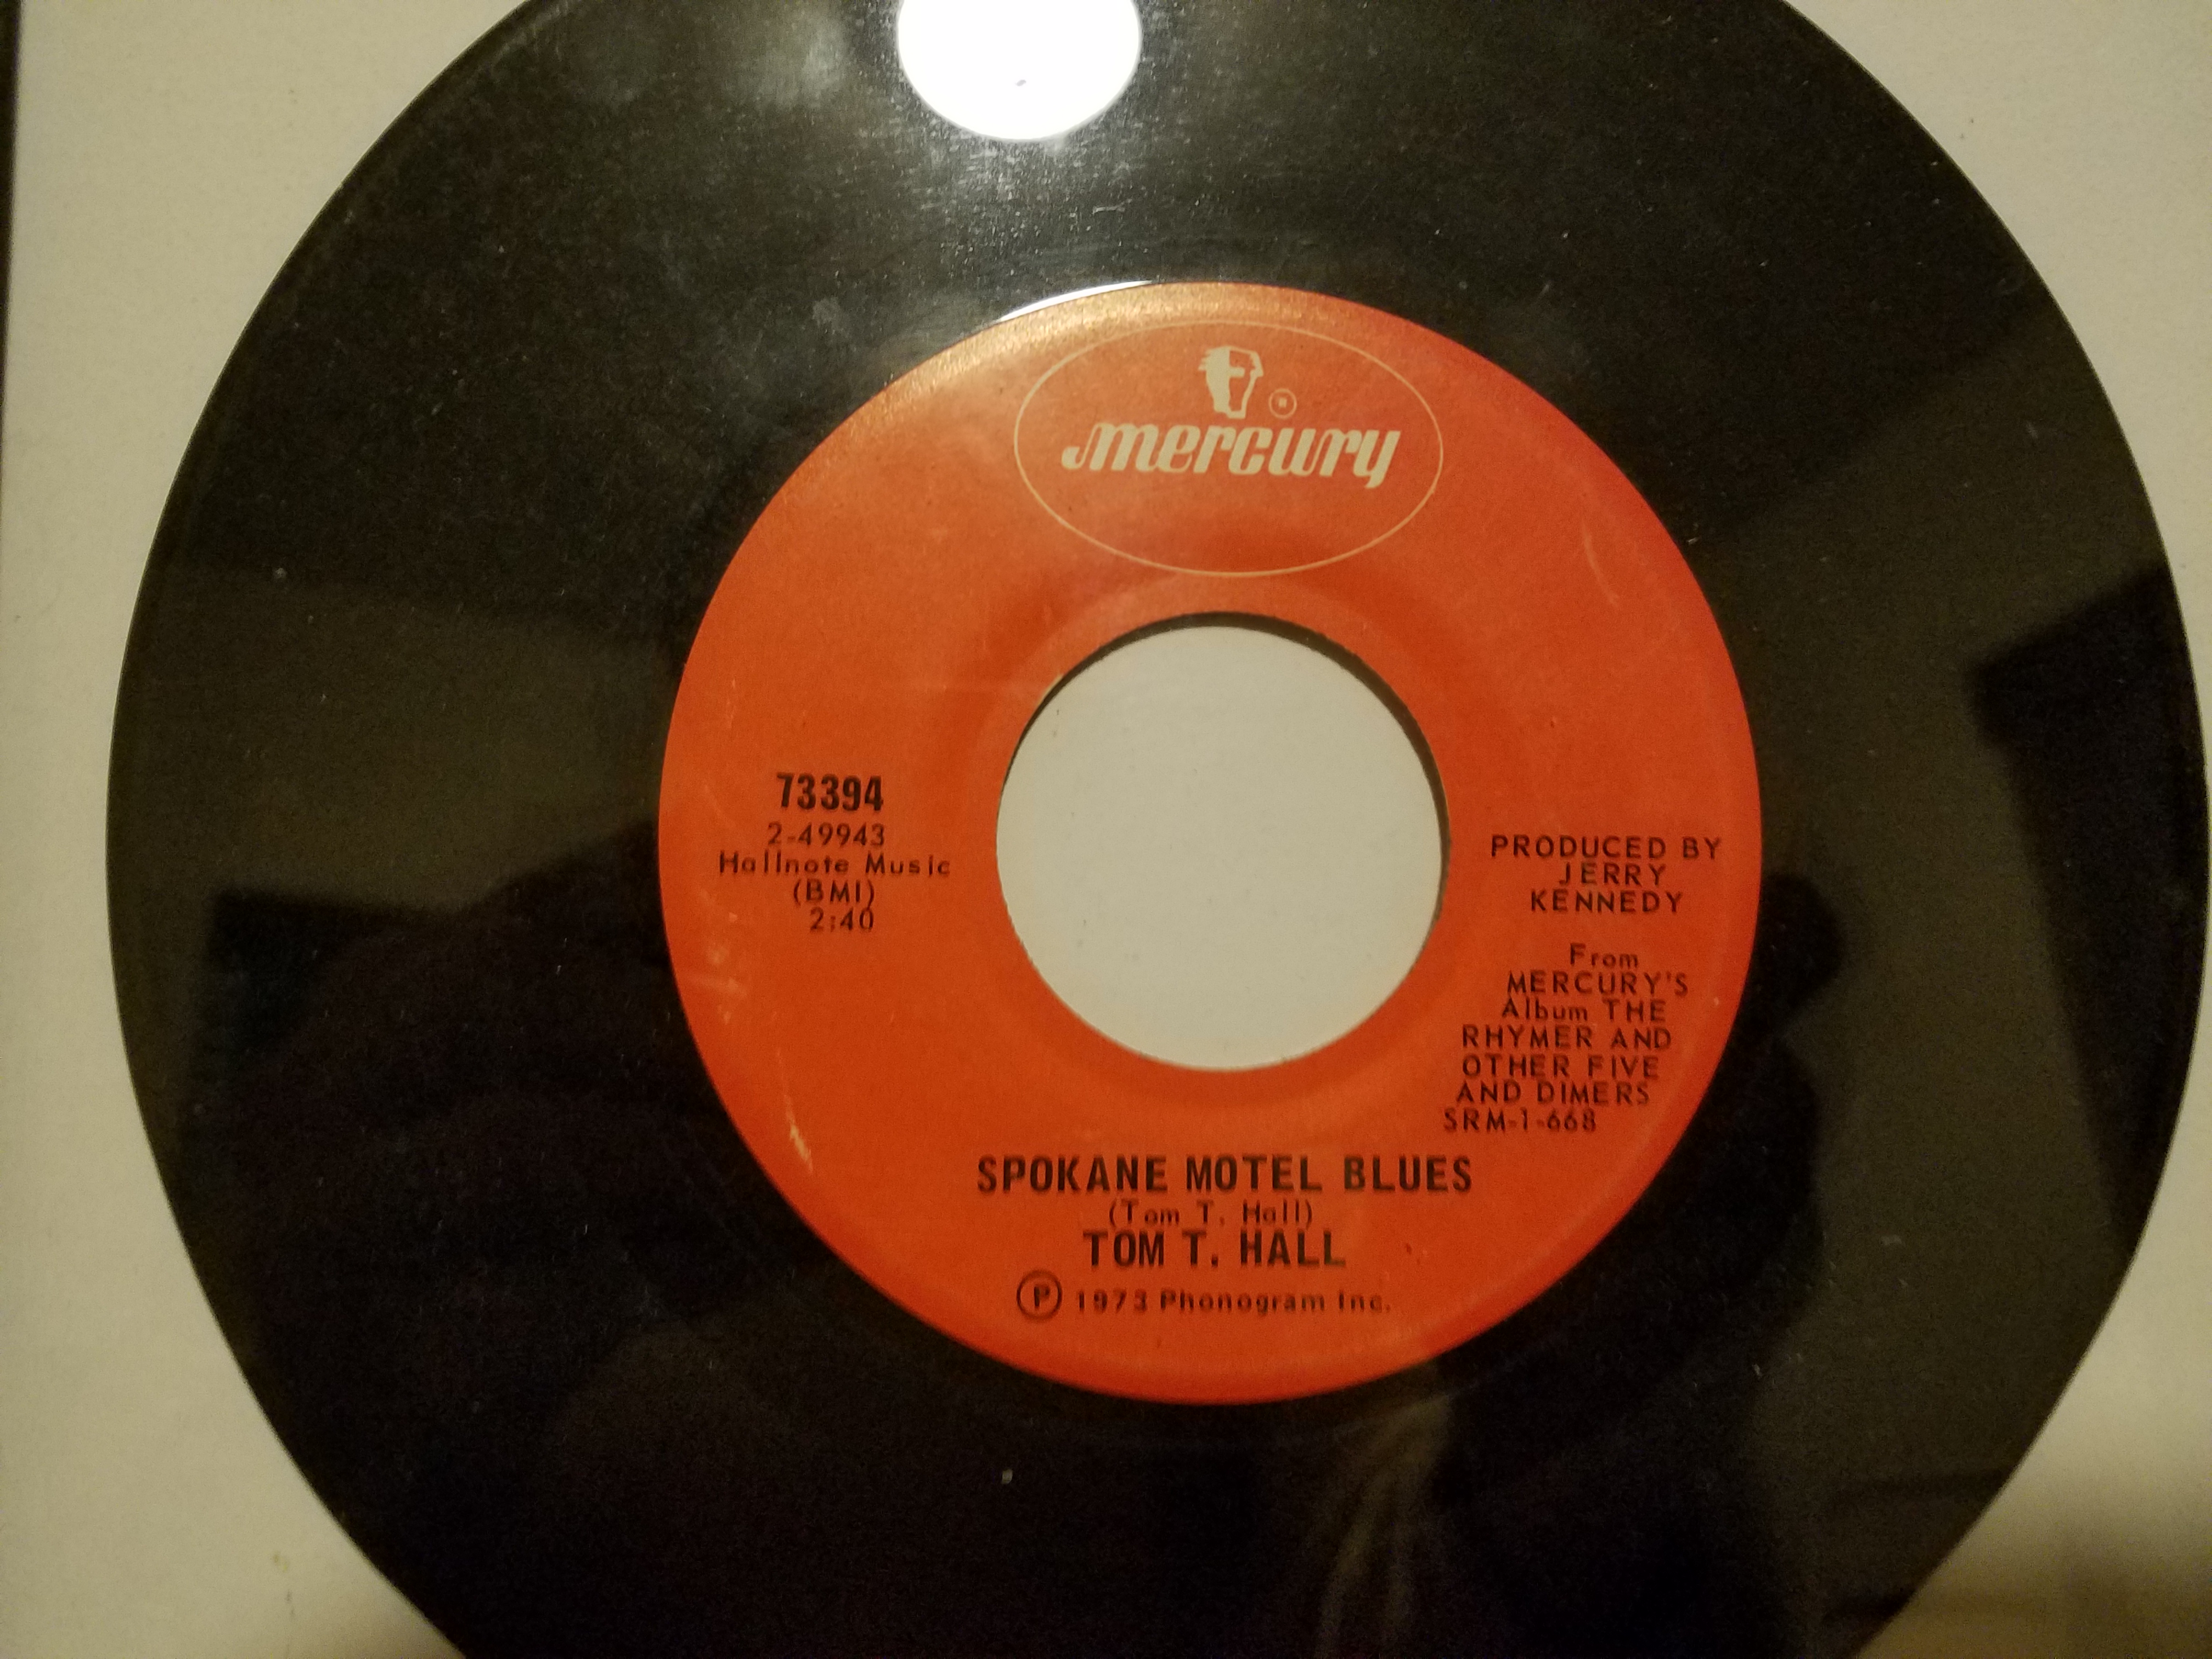 mercury
73394
2-49943
Hallnote Music
(BMI)
2:40
PRODUCED BY
JERRY
KENNEDY
From
MERCURY'S
Album THE
RHYMER AND
OTHER FIVE
AND DIMERS
SRM-1-668
SPOKANE MOTEL BLUES
(Tom T. Hall)
TOM T. HALL
Ⓟ 1973 Phonogram Inc.